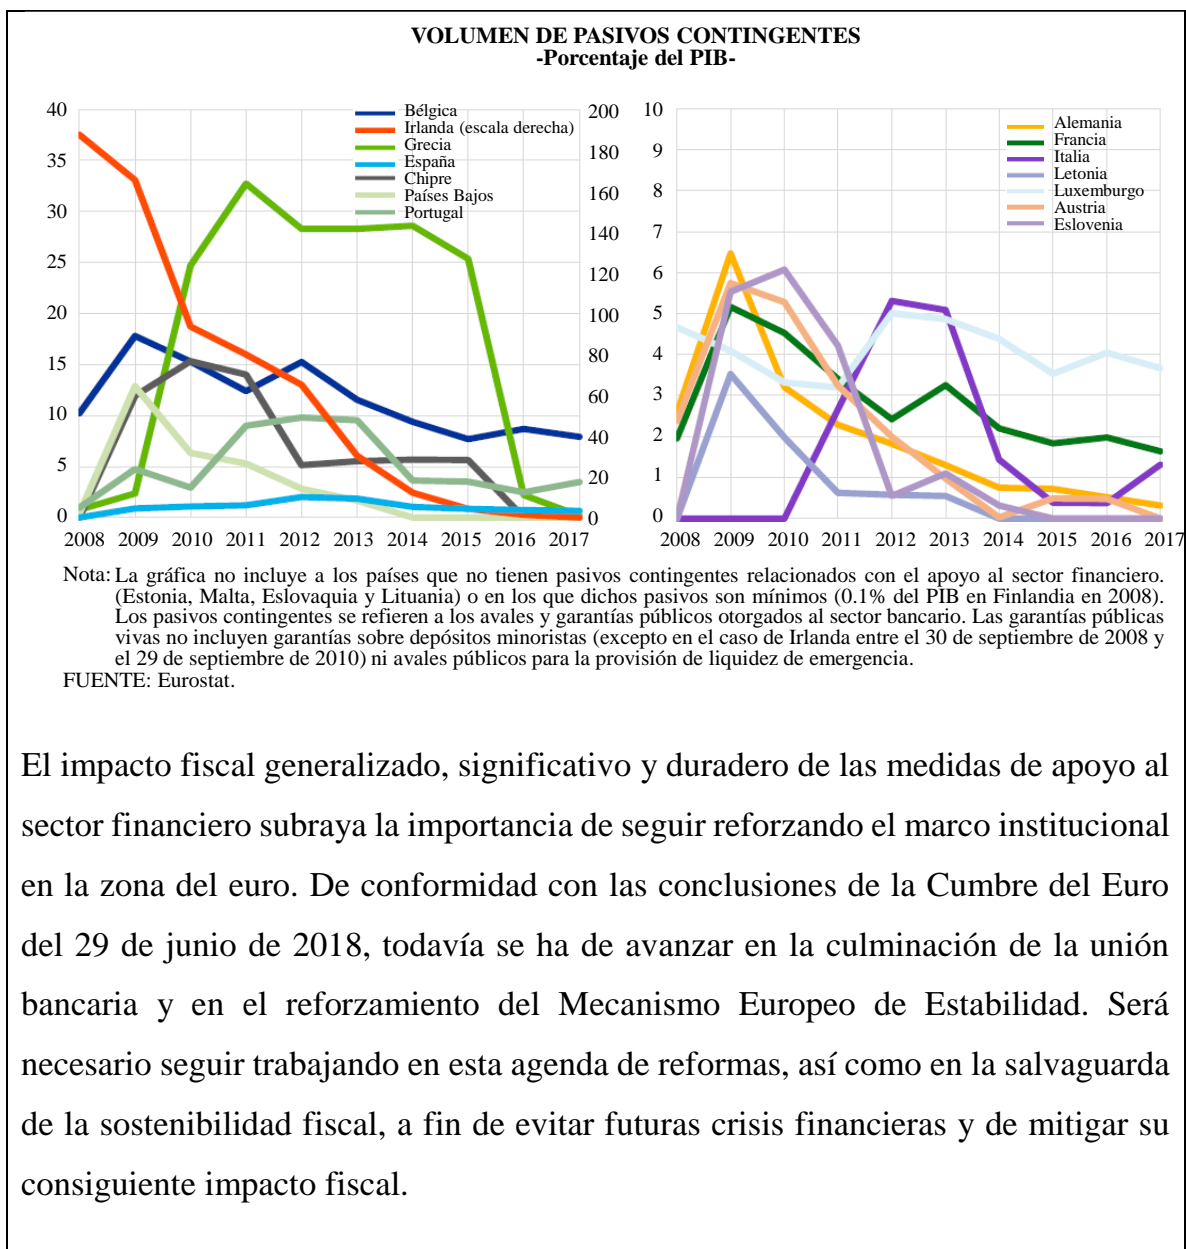 VOLUMEN DE PASIVOS CONTINGENTES
-Porcentaje del PIB-
40
35
30
25
20
15
10
5
0
Bélgica
Irlanda (escala derecha)
Grecia
España
Chipre
Países Bajos
Portugal
200
180
160
140
120
100
80
60
40
20
0
2008 2009 2010 2011 2012 2013 2014 2015 2016 2017
10
9
8
7
6
5
4
3
2
1
0
Alemania
Francia
Italia
Letonia
Luxemburgo
Austria
Eslovenia
2008 2009 2010 2011 2012 2013 2014 2015 2016 2017
Nota: La gráfica no incluye a los países que no tienen pasivos contingentes relacionados con el apoyo al sector financiero.
(Estonia, Malta, Eslovaquia y Lituania) o en los que dichos pasivos son mínimos (0.1% del PIB en Finlandia en 2008).
Los pasivos contingentes se refieren a los avales y garantías públicos otorgados al sector bancario. Las garantías públicas
vivas no incluyen garantías sobre depósitos minoristas (excepto en el caso de Irlanda entre el 30 de septiembre de 2008 y
el 29 de septiembre de 2010) ni avales públicos para la provisión de liquidez de emergencia.
FUENTE: Eurostat.
El impacto fiscal generalizado, significativo y duradero de las medidas de apoyo al
sector financiero subraya la importancia de seguir reforzando el marco institucional
en la zona del euro. De conformidad con las conclusiones de la Cumbre del Euro
del 29 de junio de 2018, todavía se ha de avanzar en la culminación de la unión
bancaria y en el reforzamiento del Mecanismo Europeo de Estabilidad. Será
necesario seguir trabajando en esta agenda de reformas, así como en la salvaguarda
de la sostenibilidad fiscal, a fin de evitar futuras crisis financieras y de mitigar su
consiguiente impacto fiscal.